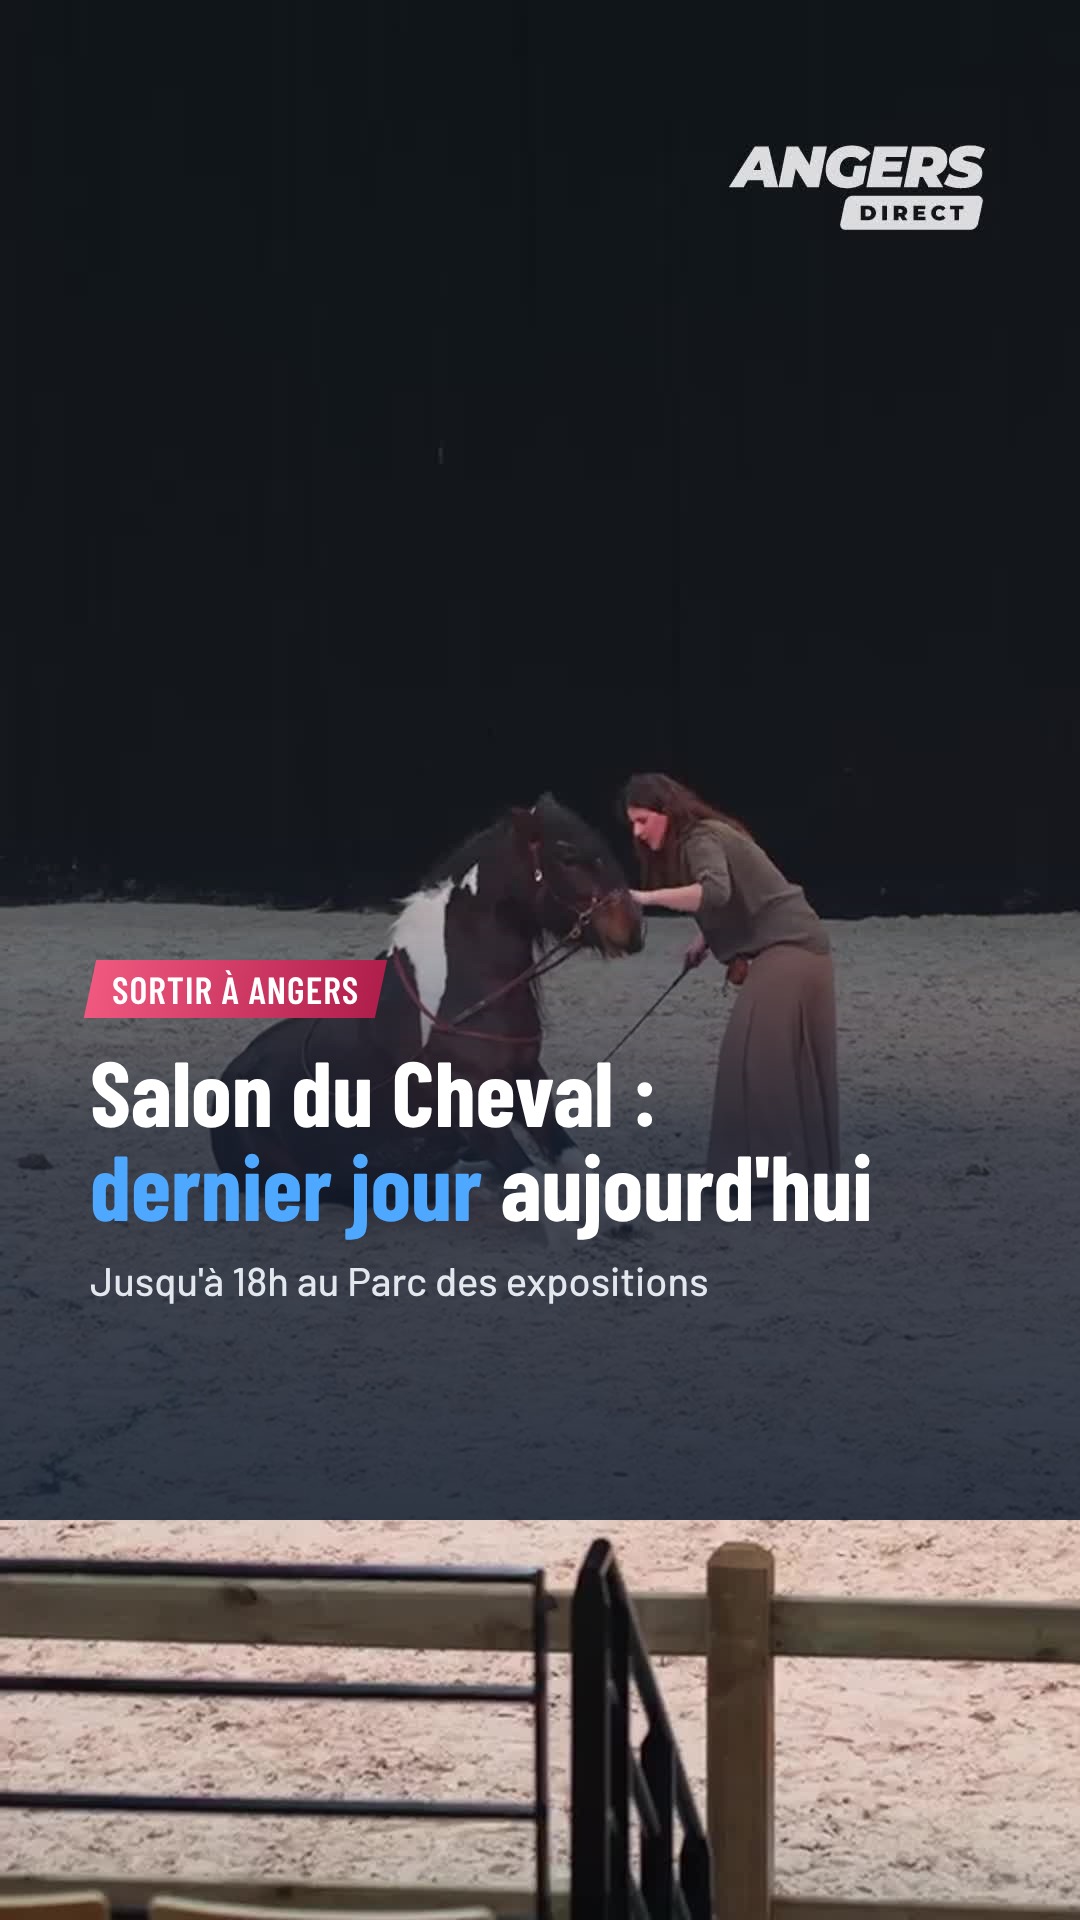 ANGERS
DIRECT
SORTIR À ANGERS
Salon du Cheval :
dernier jour aujourd'hui
Jusqu'à 18h au Parc des expositions